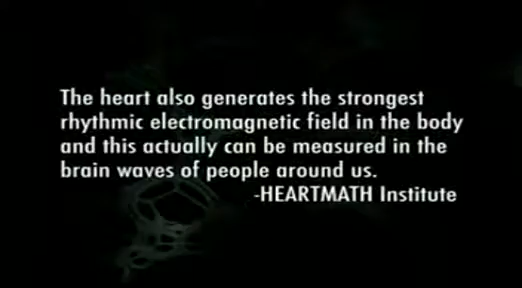 The heart also generates the strongest
rhythmic electromagnetic field in the body
and this actually can be measured in the
brain waves of people around us.
-HEARTMATH Institute